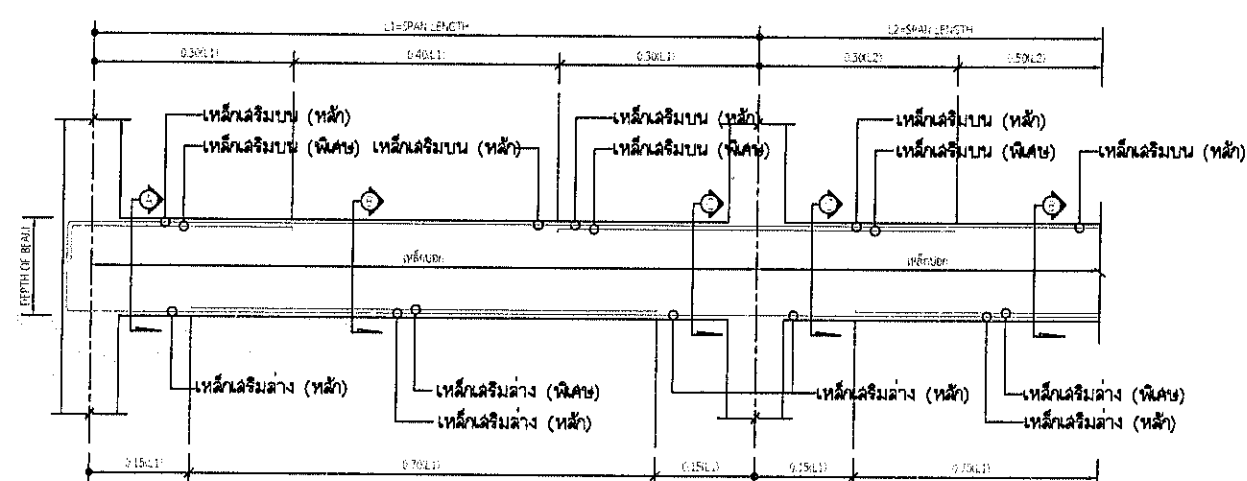 L1=SPAN LENGTH
L2=SPAN LENGTH
0.30(L1)
0.40(L1)
0.30(L1)
0.30(L2)
0.50(L2)
เหล็กเสริมบน (หลัก)
เหล็กเสริมบน (หลัก)
เหล็กเสริมบน (หลัก)
เหล็กเสริมบน (พิเศษ)
เหล็กเสริมบน (หลัก)
เหล็กเสริมบน (พิเศษ)
เหล็กเสริมบน (พิเศษ)
เหล็กเสริมบน (หลัก)
A
B
C
C
B
DEPTH OF BEAM
เหล็กปลอก
เหล็กปลอก
เหล็กเสริมล่าง (หลัก)
เหล็กเสริมล่าง (พิเศษ)
เหล็กเสริมล่าง (หลัก)
เหล็กเสริมล่าง (พิเศษ)
เหล็กเสริมล่าง (หลัก)
เหล็กเสริมล่าง (หลัก)
0.15(L1)
0.70(L1)
0.15(L1)
0.15(L1)
0.70(L1)